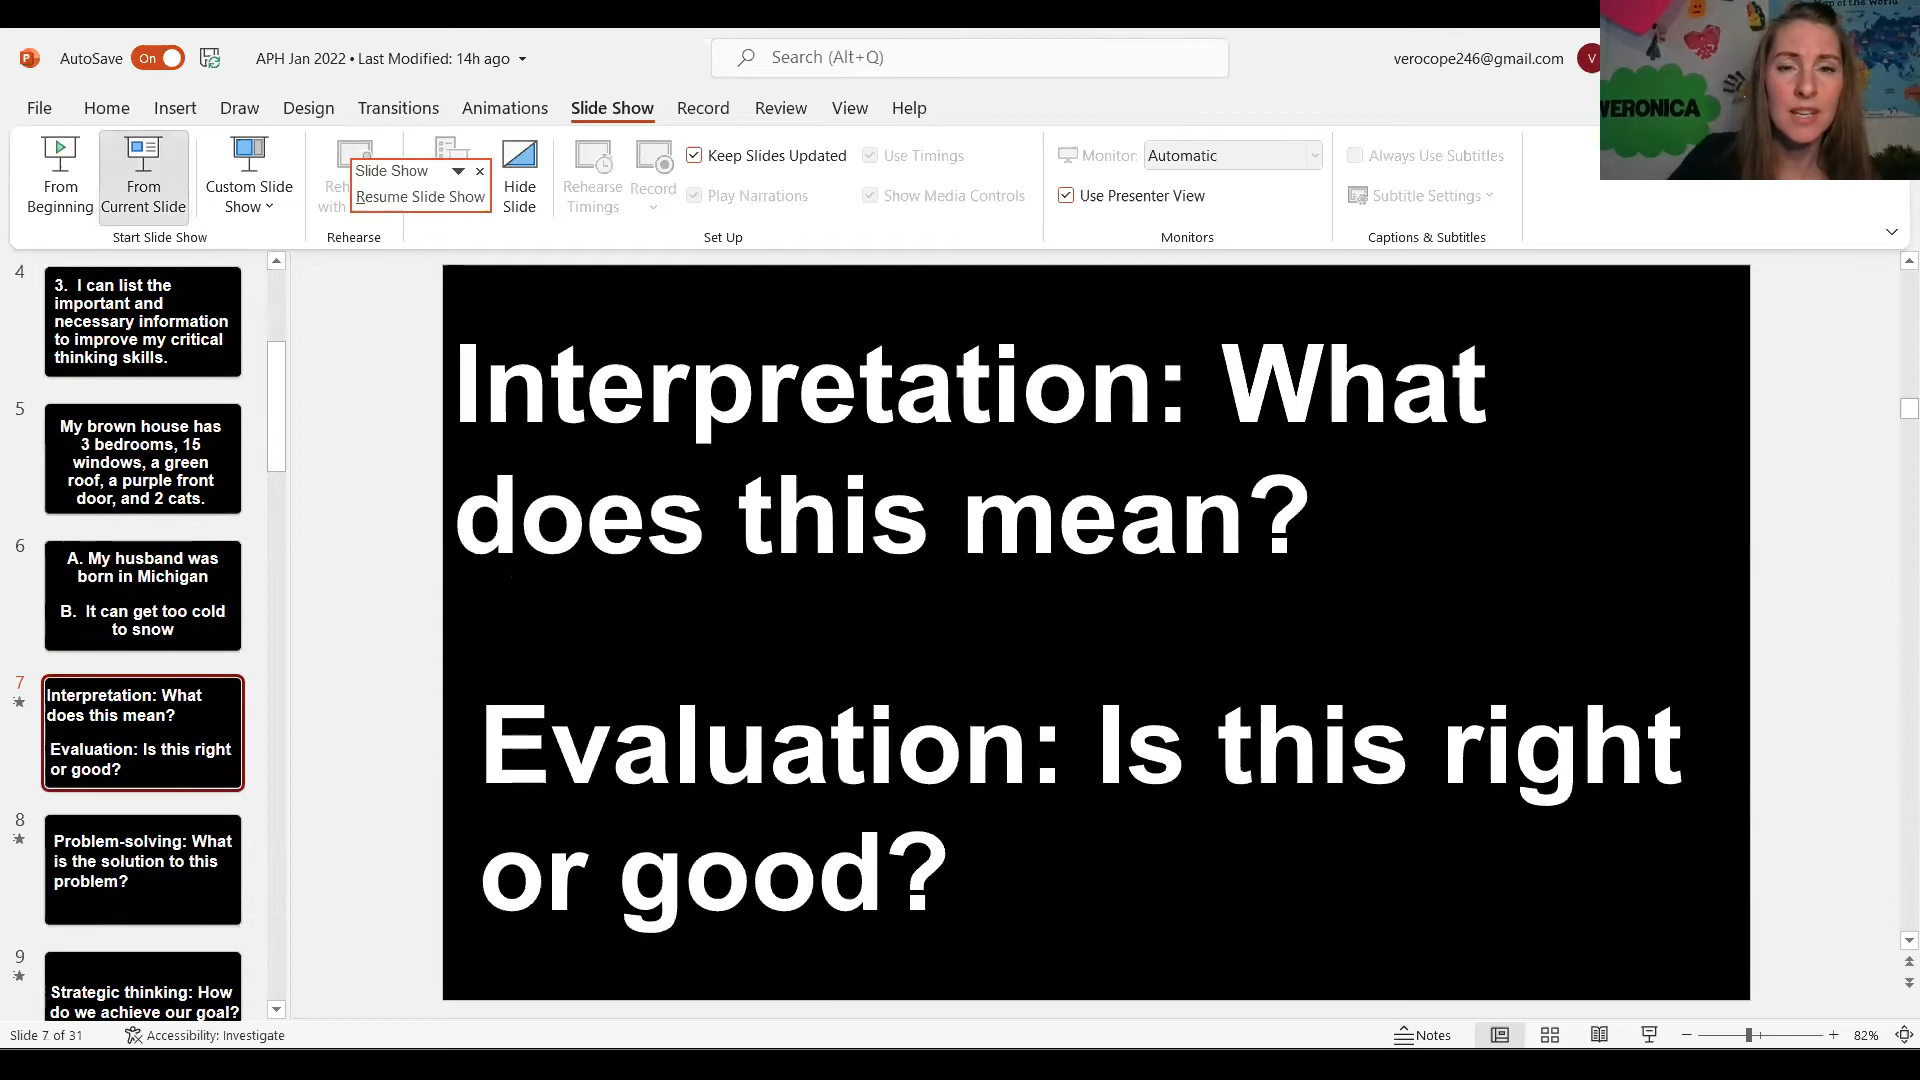 AutoSave On APH Jan 2022 • Last Modified: 14h ago Search (Alt+Q) verocope246@gmail.com V
Map of the World
VERONICA
File Home Insert Draw Design Transitions Animations Slide Show Record Review View Help
From Beginning
From Current Slide
Custom Slide Show
Start Slide Show
Reh
with
Rehearse
Slide Show
Resume Slide Show
Hide Slide
Rehearse Timings
Record
Keep Slides Updated
Play Narrations
Use Timings
Show Media Controls
Set Up
Monitor: Automatic
Use Presenter View
Monitors
Always Use Subtitles
Subtitle Settings
Captions & Subtitles
4
3. I can list the
important and
necessary information
to improve my critical
thinking skills.
5
My brown house has
3 bedrooms, 15
windows, a green
roof, a purple front
door, and 2 cats.
6
A. My husband was
born in Michigan
B. It can get too cold
to snow
7
Interpretation: What
does this mean?
Evaluation: Is this right
or good?
8
Problem-solving: What
is the solution to this
problem?
9
Strategic thinking: How
do we achieve our goal?
Interpretation: What
does this mean?
Evaluation: Is this right
or good?
Slide 7 of 31 Accessibility: Investigate Notes 82%